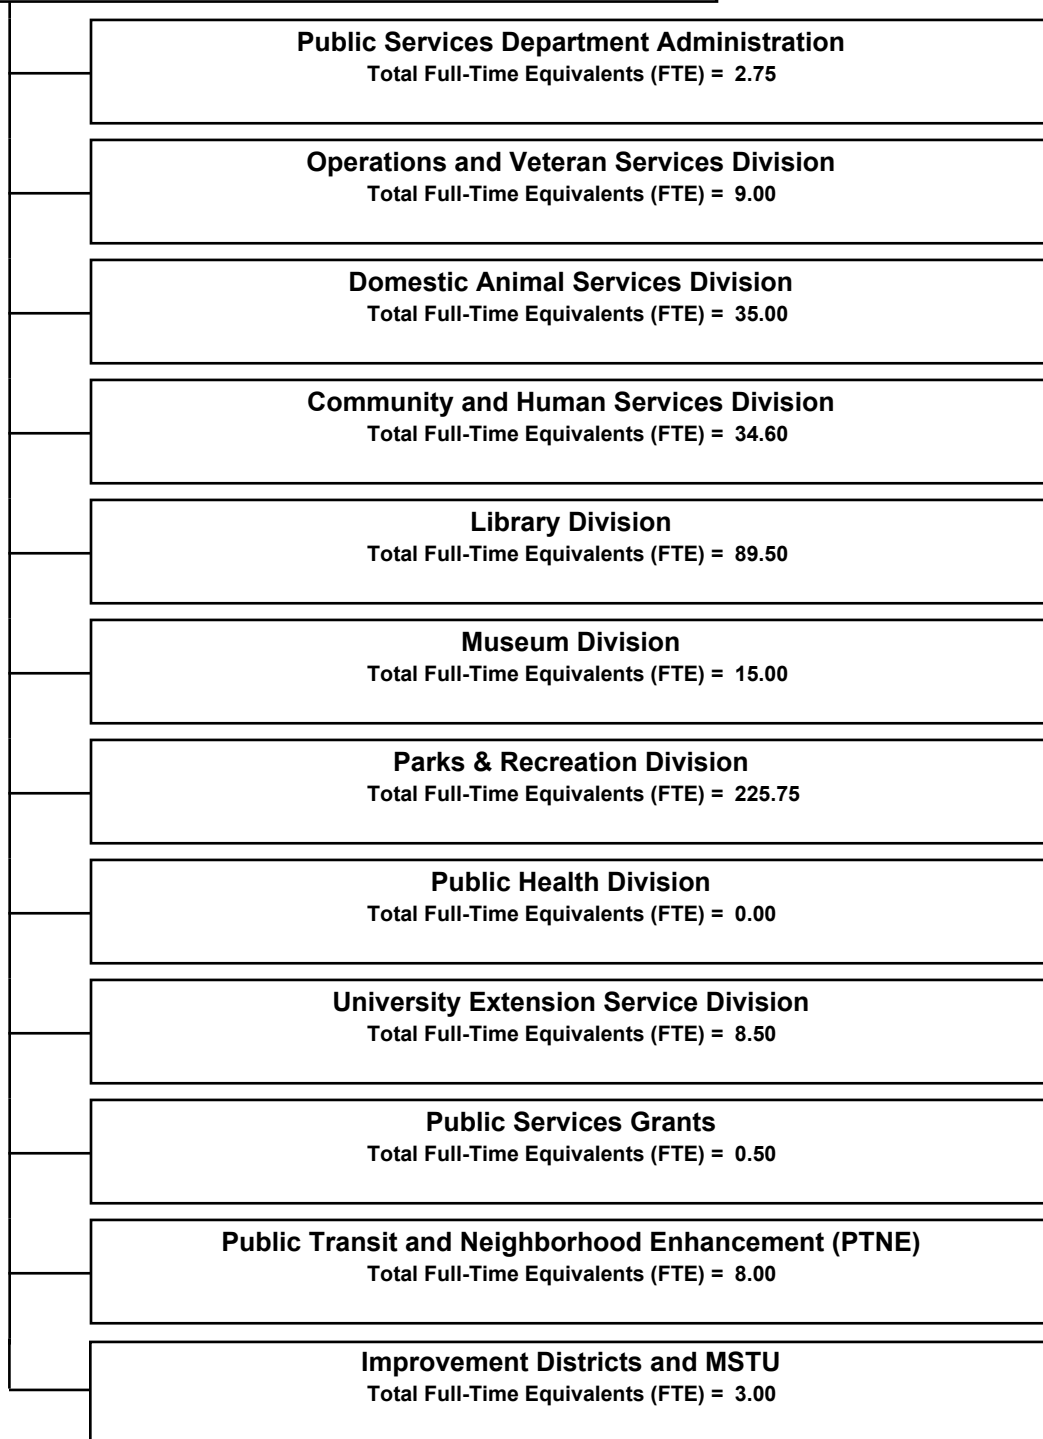 Public Services Department Administration
Total Full-Time Equivalents (FTE) = 2.75
Operations and Veteran Services Division
Total Full-Time Equivalents (FTE) = 9.00
Domestic Animal Services Division
Total Full-Time Equivalents (FTE) = 35.00
Community and Human Services Division
Total Full-Time Equivalents (FTE) = 34.60
Library Division
Total Full-Time Equivalents (FTE) = 89.50
Museum Division
Total Full-Time Equivalents (FTE) = 15.00
Parks & Recreation Division
Total Full-Time Equivalents (FTE) = 225.75
Public Health Division
Total Full-Time Equivalents (FTE) = 0.00
University Extension Service Division
Total Full-Time Equivalents (FTE) = 8.50
Public Services Grants
Total Full-Time Equivalents (FTE) = 0.50
Public Transit and Neighborhood Enhancement (PTNE)
Total Full-Time Equivalents (FTE) = 8.00
Improvement Districts and MSTU
Total Full-Time Equivalents (FTE) = 3.00